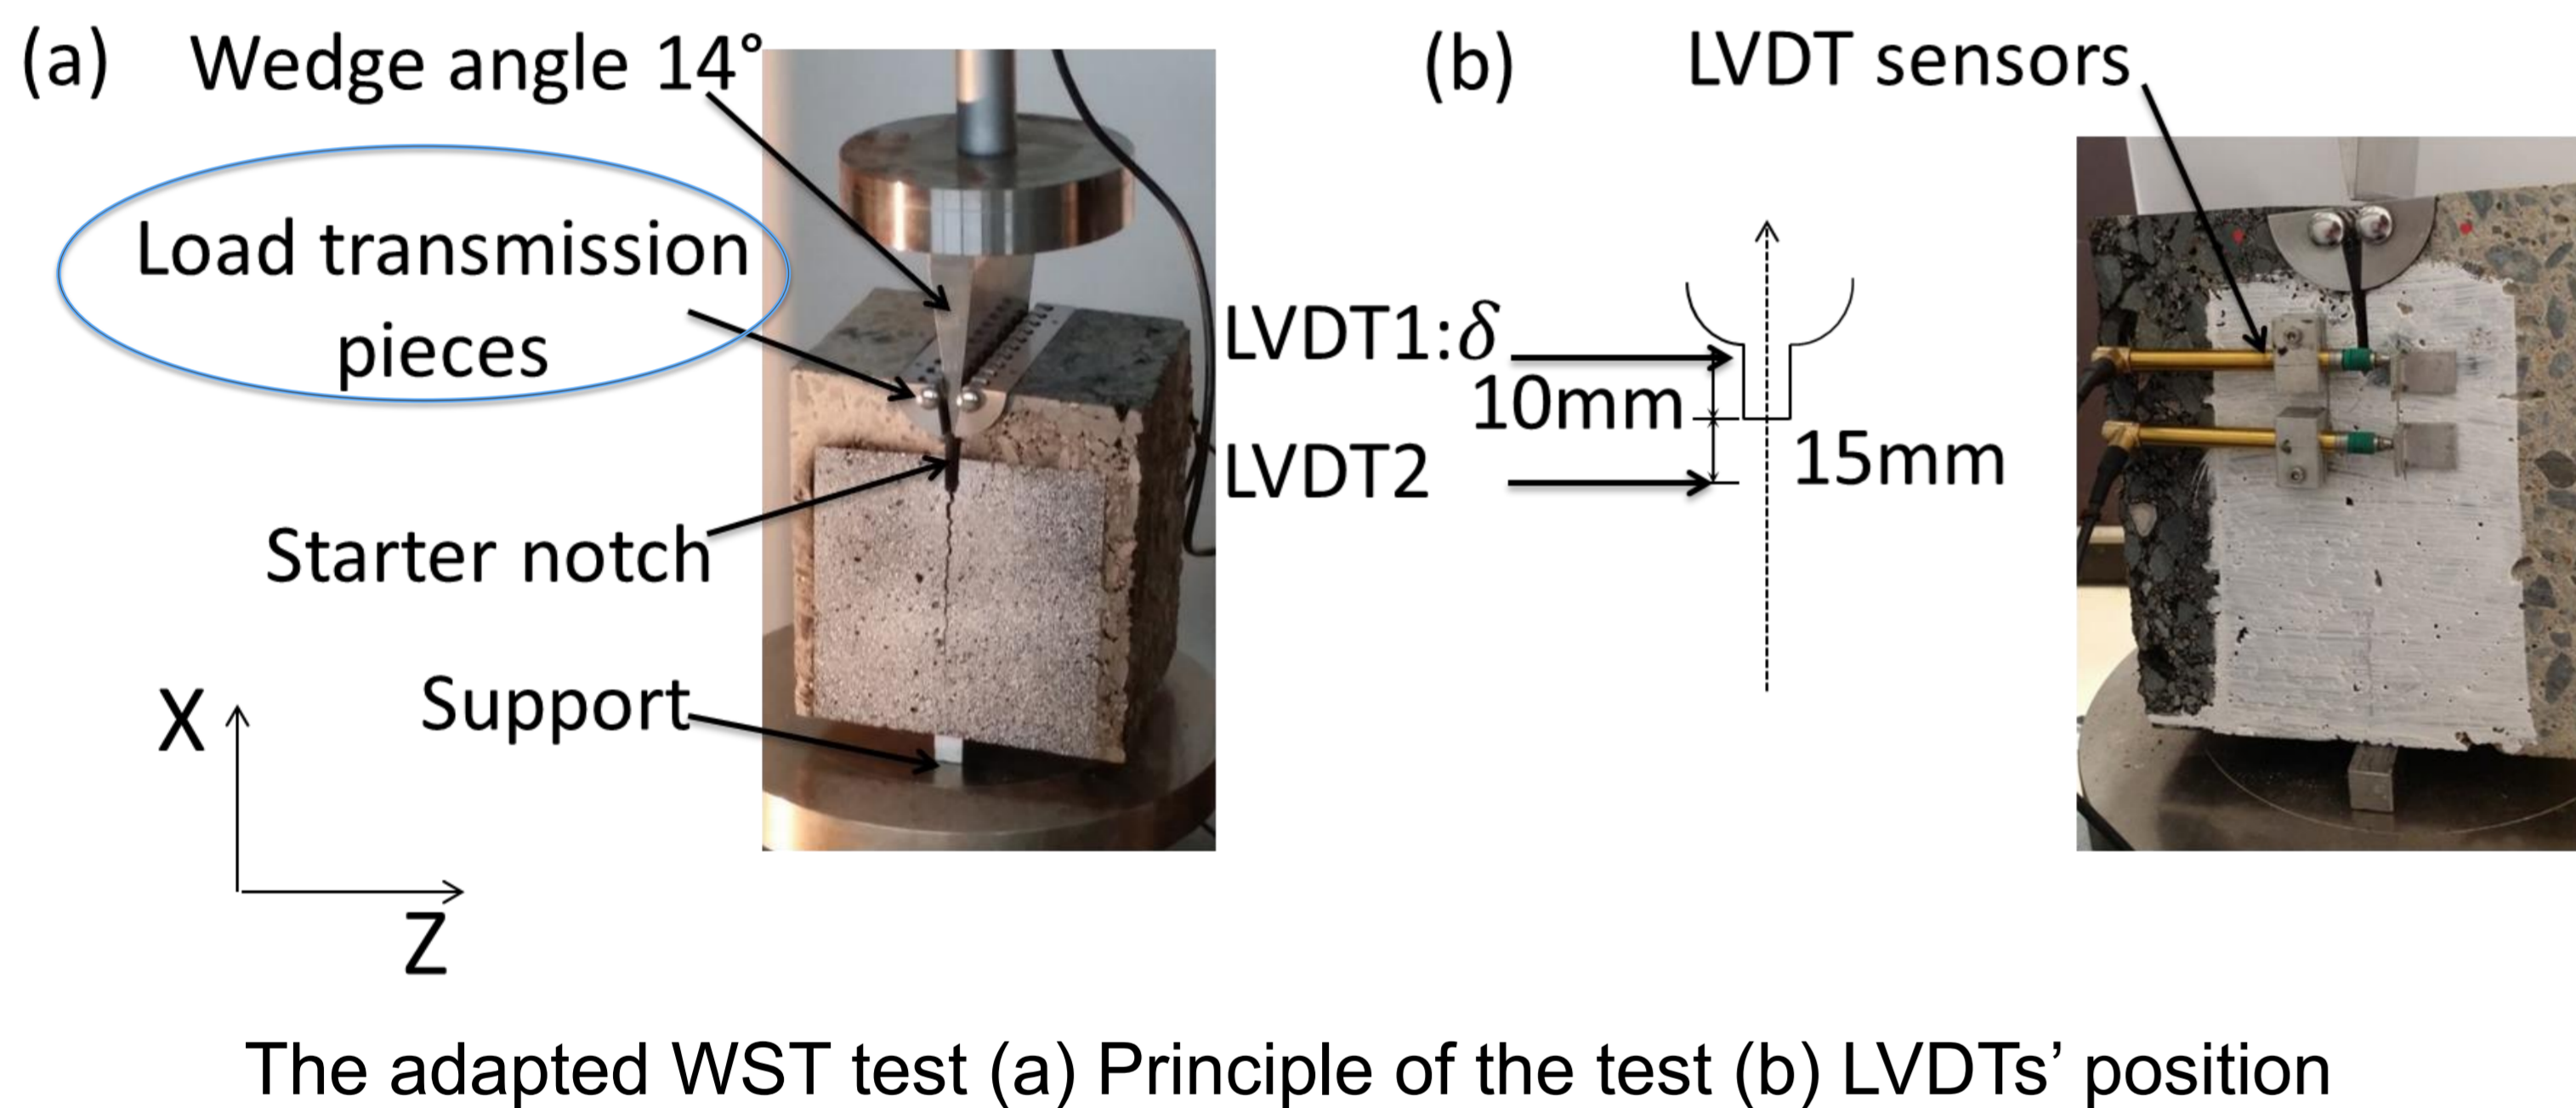 (a)
Wedge angle 14°
Load transmission
pieces
Starter notch
Support
X
Z
(b)
LVDT sensors
LVDT1:δ
10mm
LVDT2
15mm
The adapted WST test (a) Principle of the test (b) LVDTs’ position